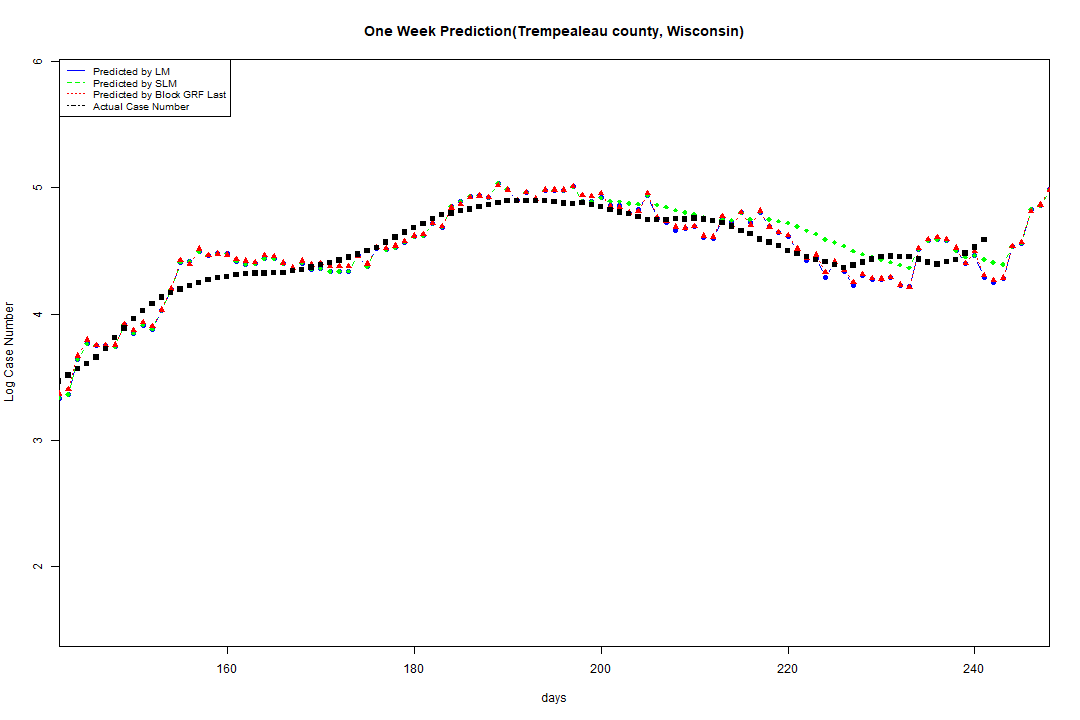 One Week Prediction(Trempealeau county, Wisconsin)
Predicted by LM
Predicted by SLM
Predicted by Block GRF Last
Actual Case Number
6
5
4
3
2
Log Case Number
160 180 200 220 240
days